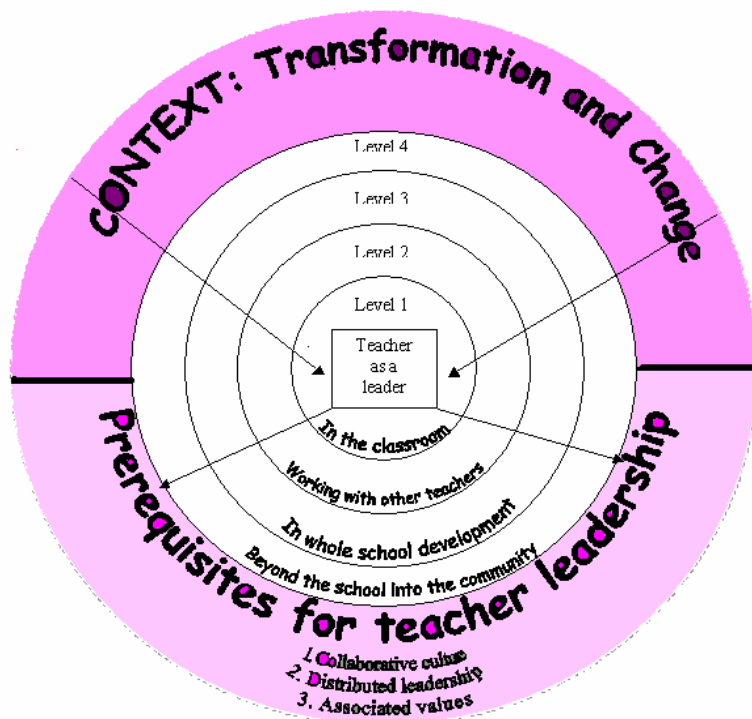 CONTEXT: Transformation and Change
Level 4
Level 3
Level 2
Level 1
Teacher
as a
leader
In the classroom
Working with other teachers
In whole school development
Beyond the school into the community
Prerequisites for teacher leadership
1. Collaborative culture
2. Distributed leadership
3. Associated values